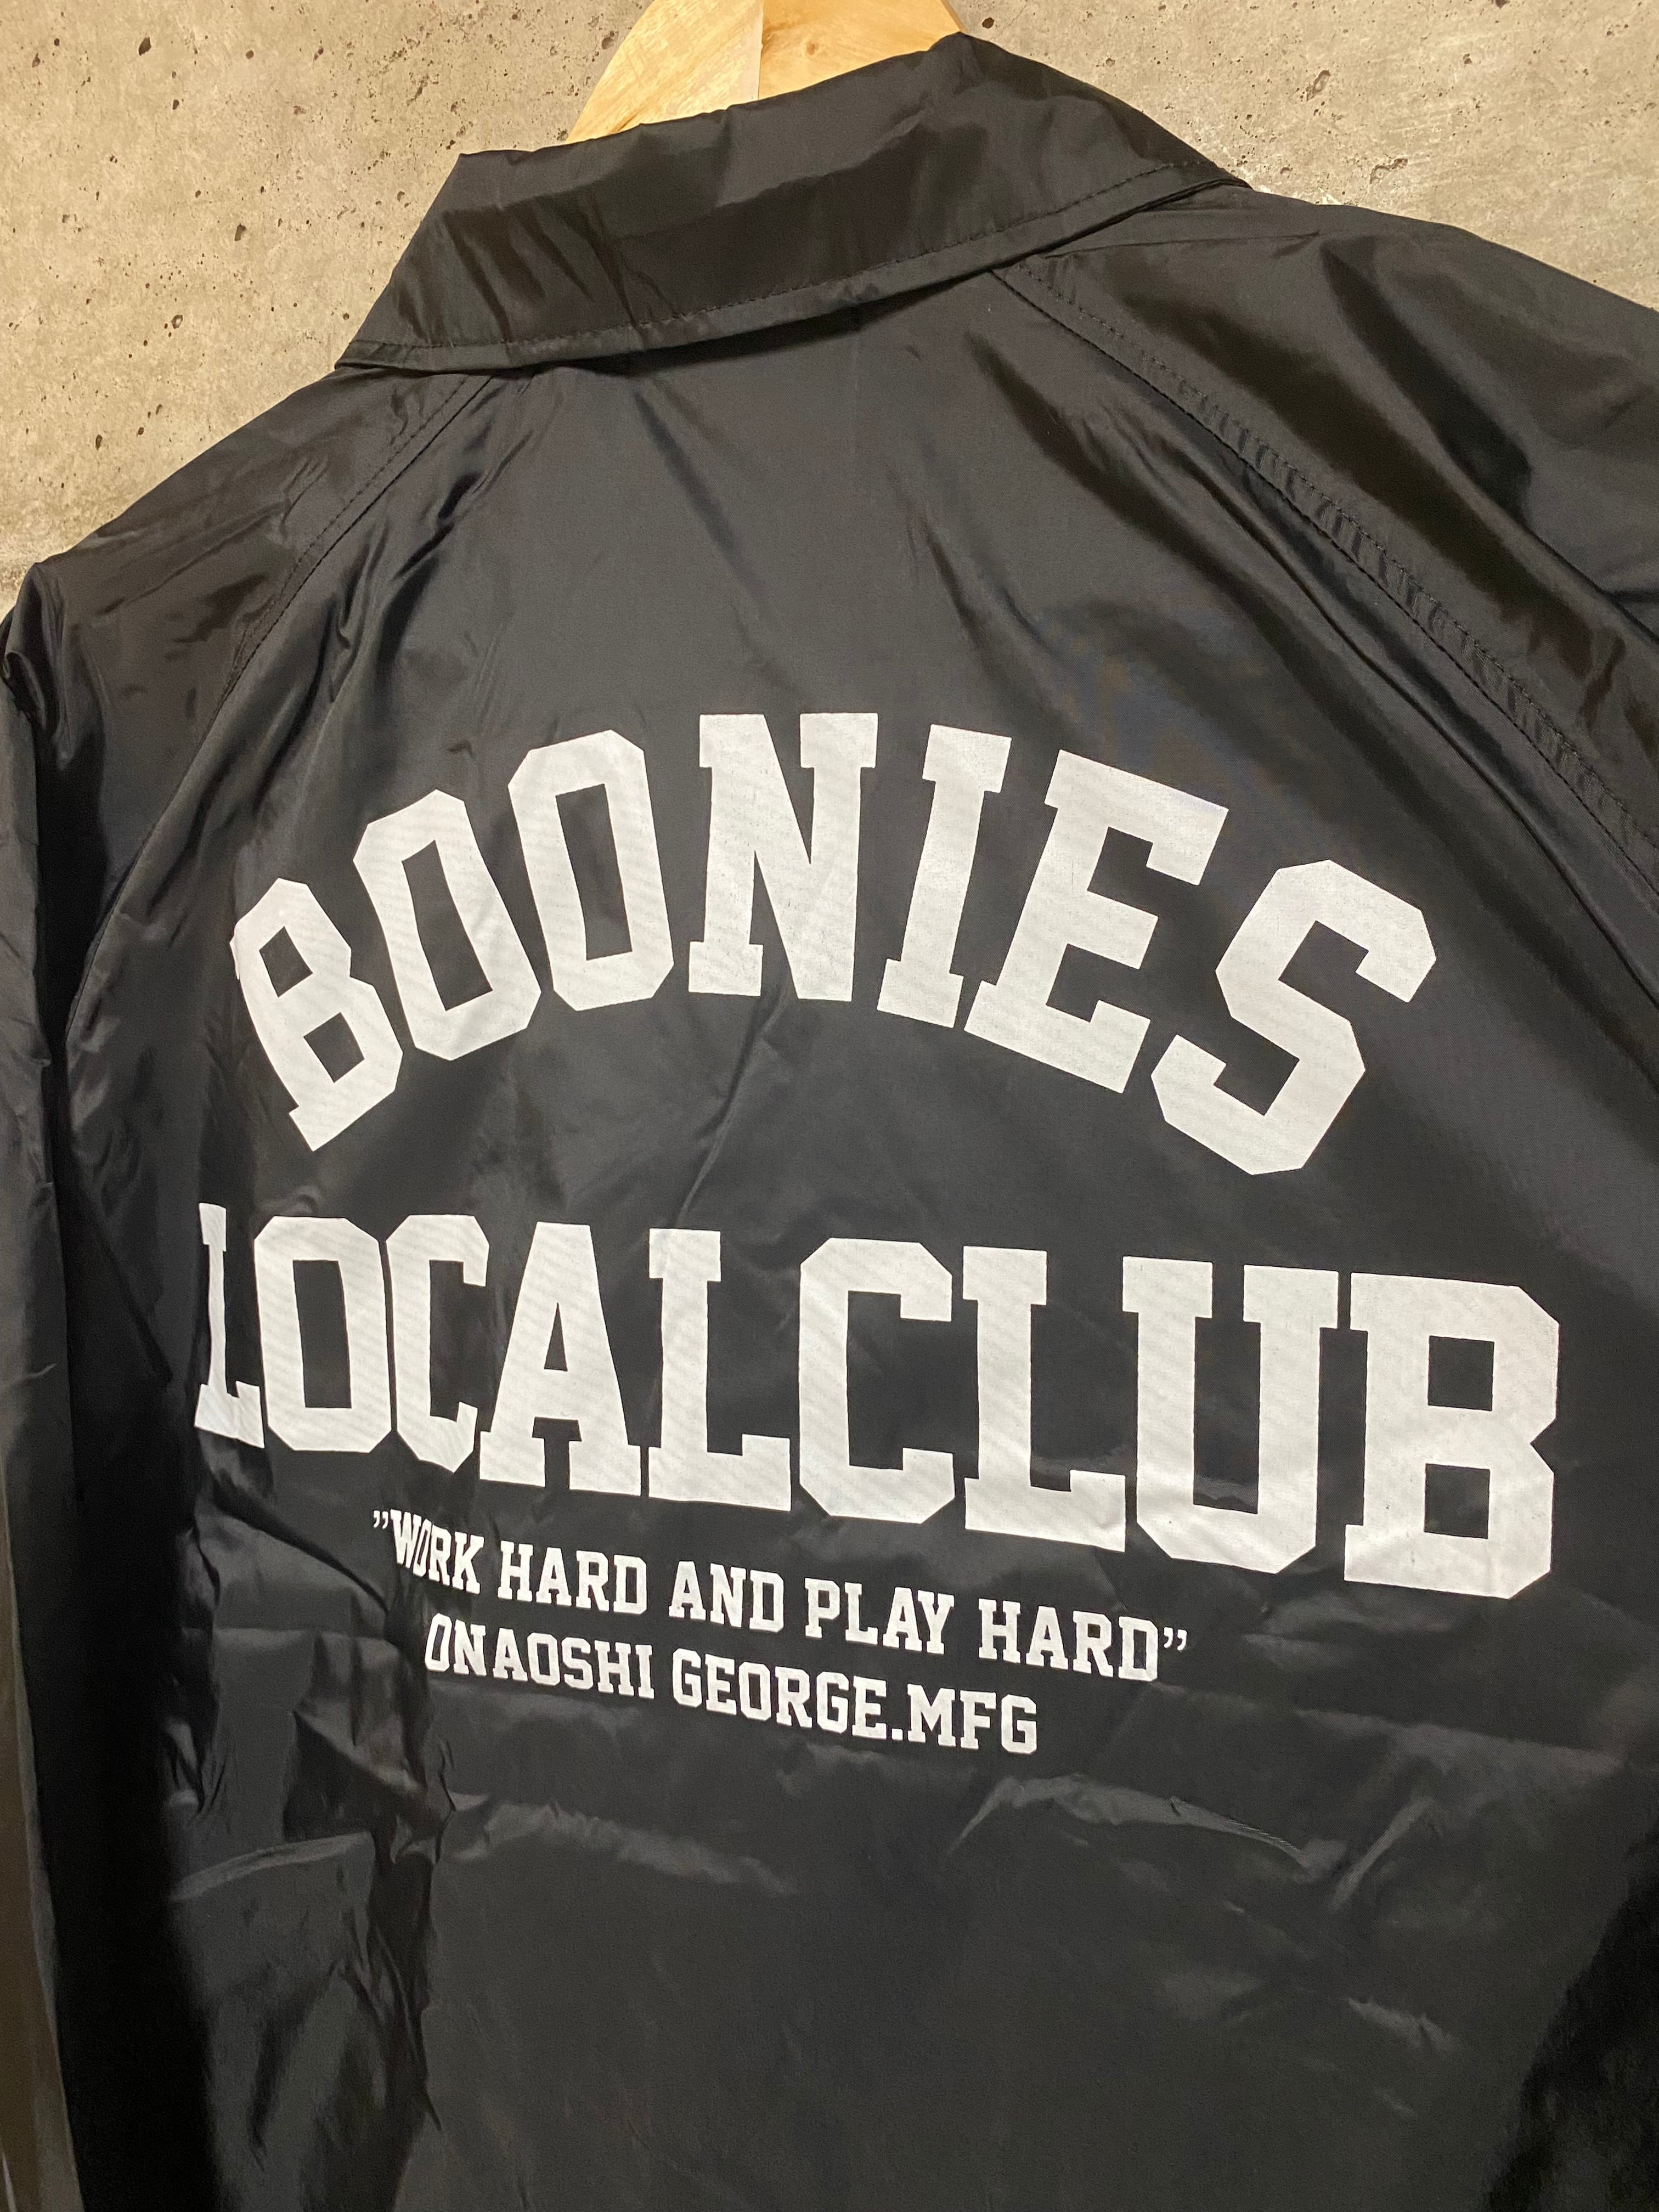 BOONIES
LOCALCLUB
”WORK HARD AND PLAY HARD”
ONAOSHI GEORGE.MFG